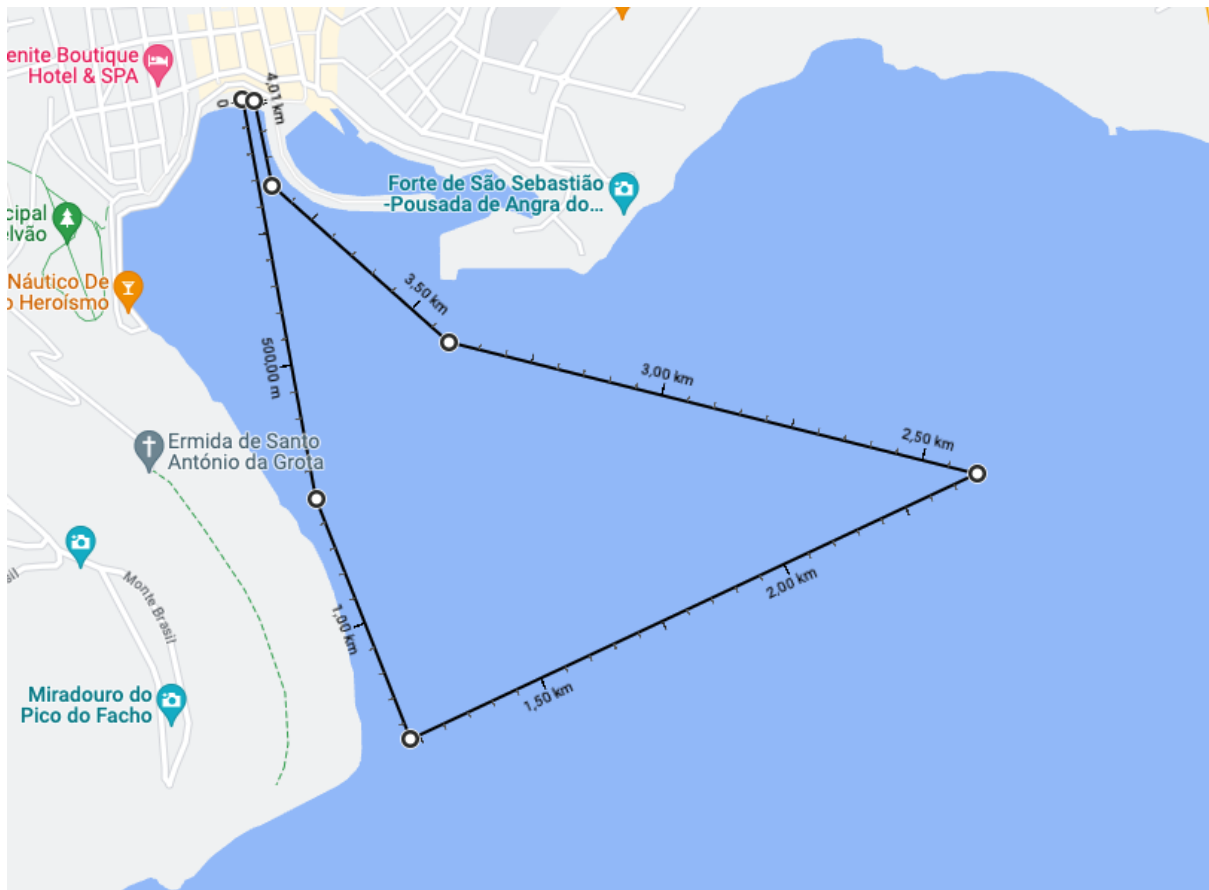 enite Boutique
Hotel & SPA
0
4,01 km
Forte de São Sebastião
-Pousada de Angra do...
cipal
elvão
Náutico De
o Heroísmo
3,50 km
500,00 m
3,00 km
2,50 km
Ermida de Santo
António da Grota
sil
Monte Brasil
1,00 km
2,00 km
1,50 km
Miradouro do
Pico do Facho